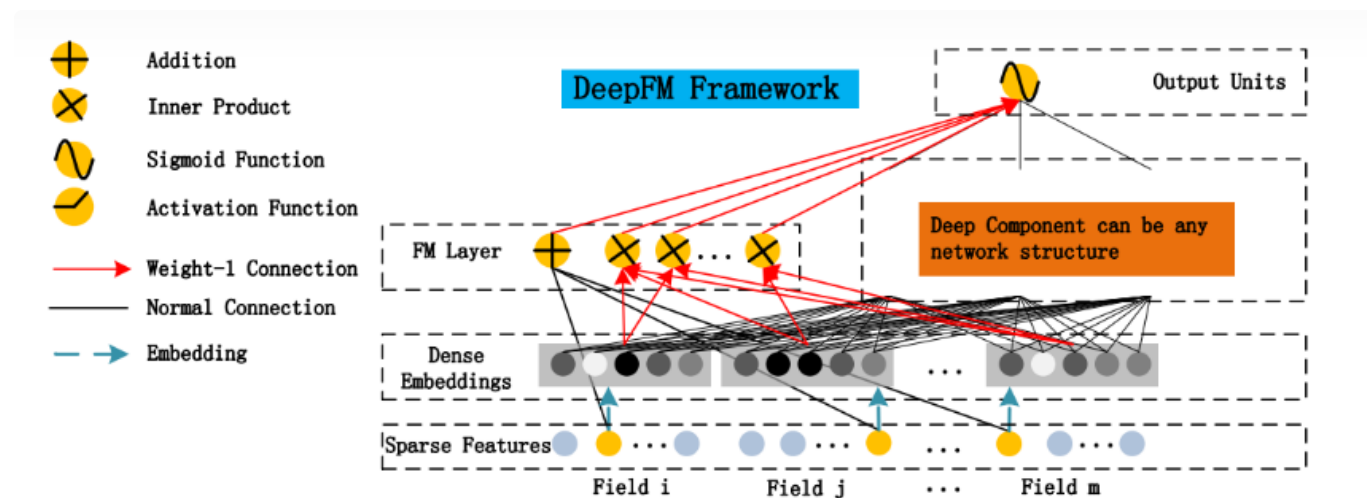 Addition
Inner Product
Sigmoid Function
Activation Function
Weight-1 Connection
Normal Connection
Embedding
DeepFM Framework
Output Units
Deep Component can be any
network structure
FM Layer
...
Dense
Embeddings
...
Sparse Features
... ... ... ...
Field i Field j ... Field m